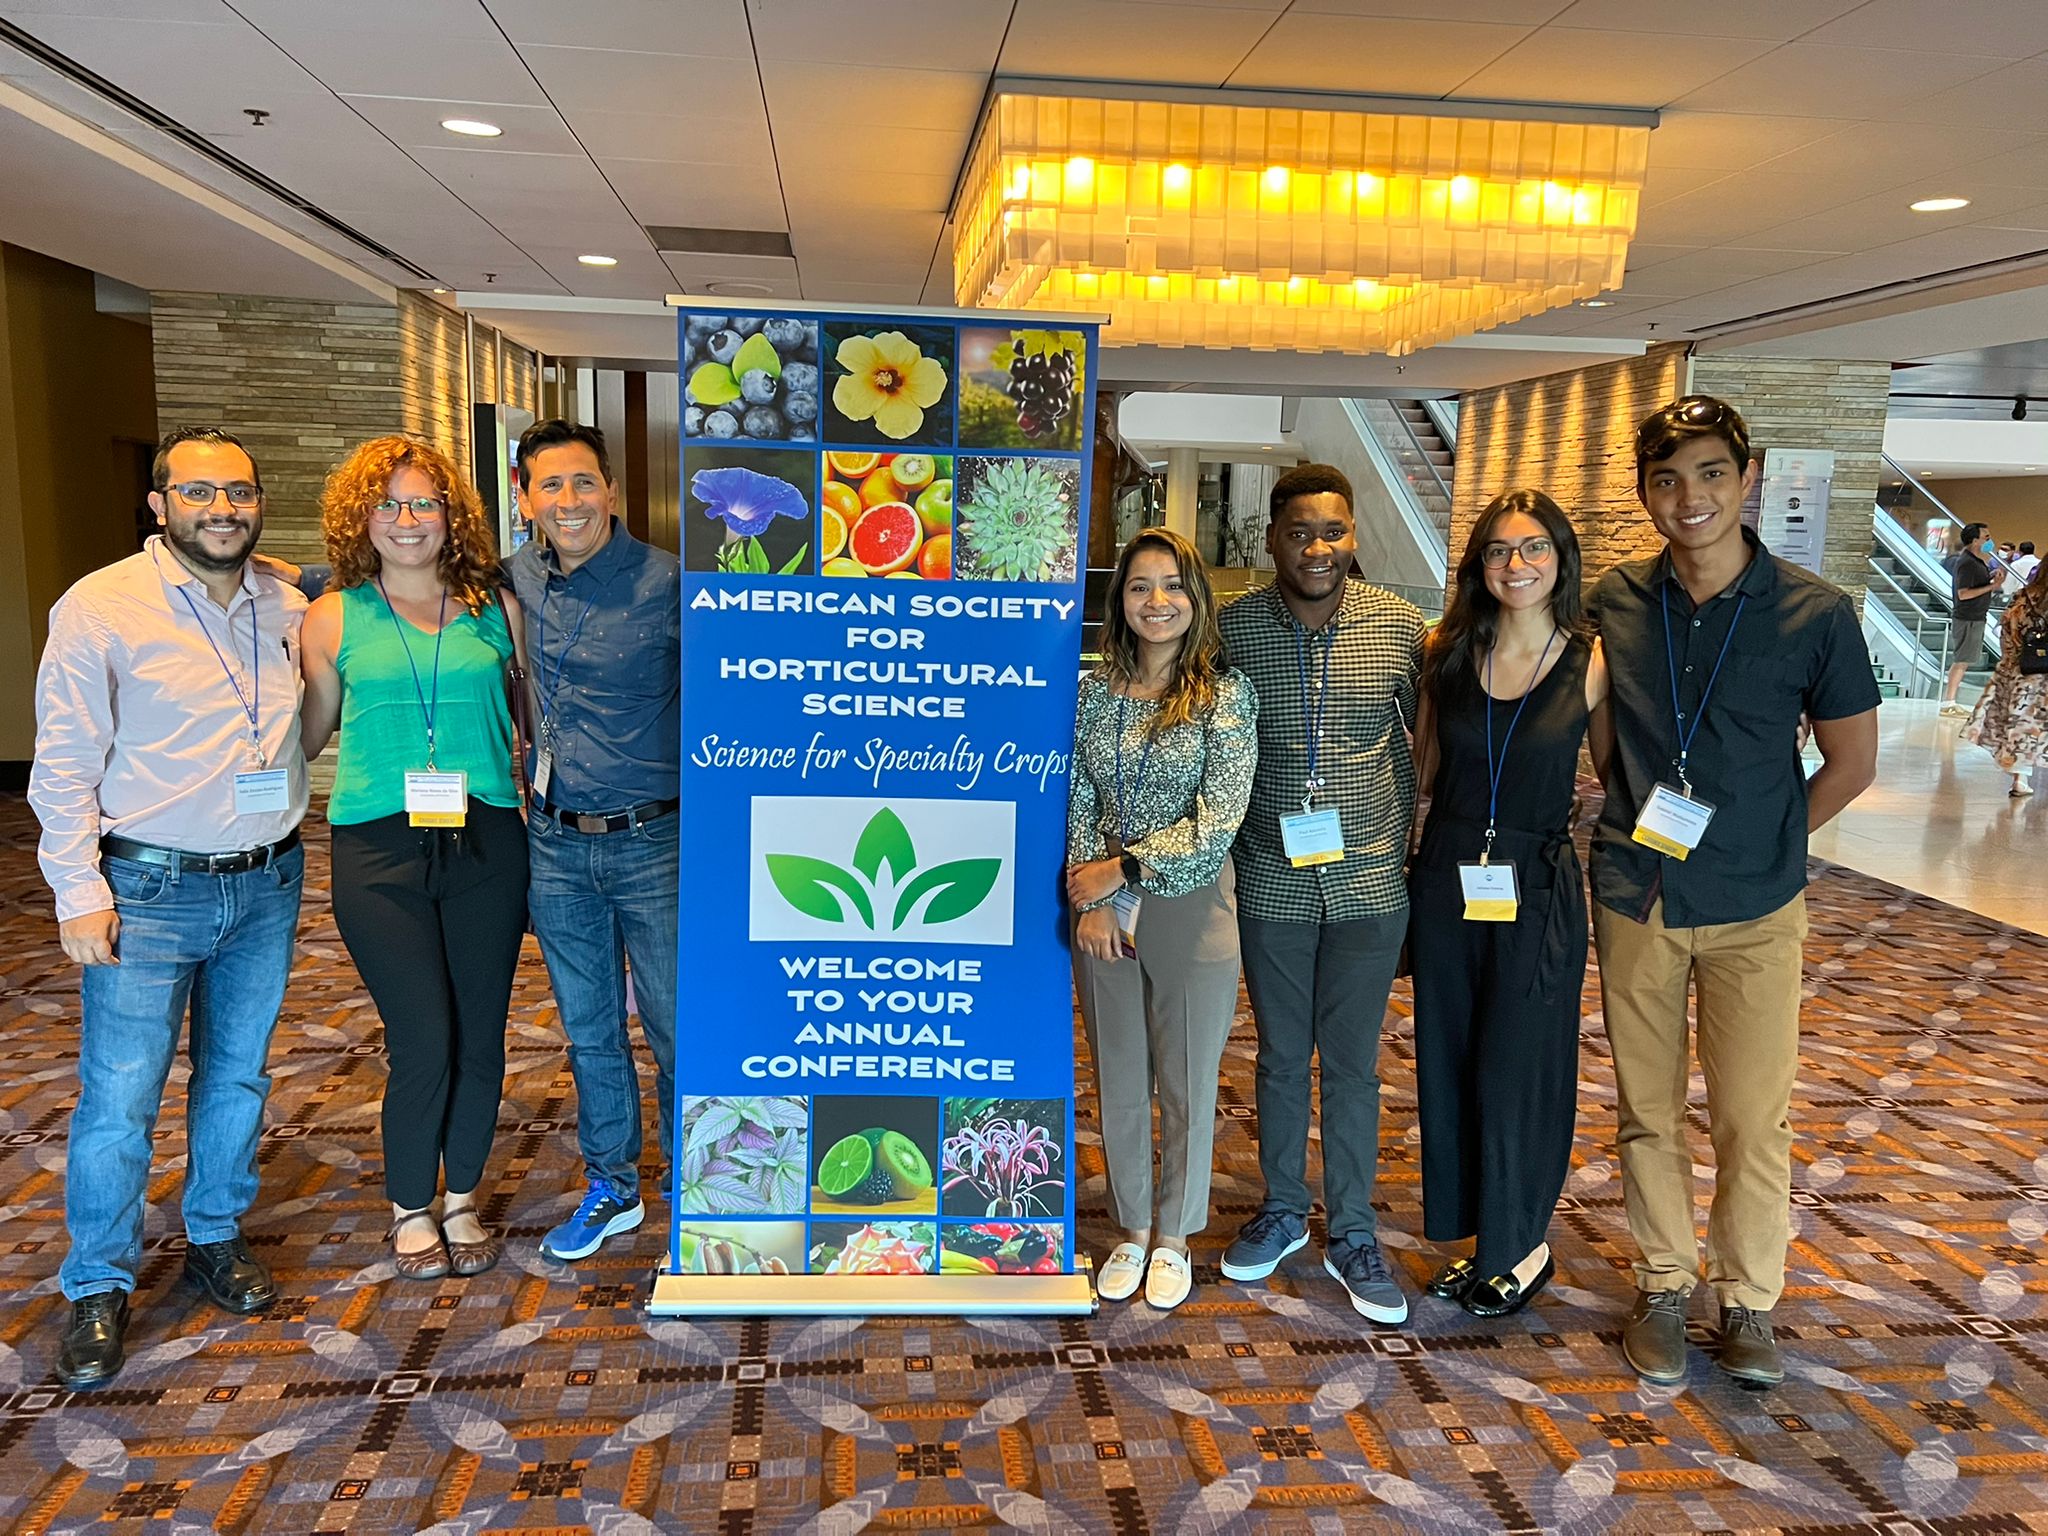 AMERICAN SOCIETY
FOR
HORTICULTURAL
SCIENCE
Science for Specialty Crops
WELCOME
TO YOUR
ANNUAL
CONFERENCE